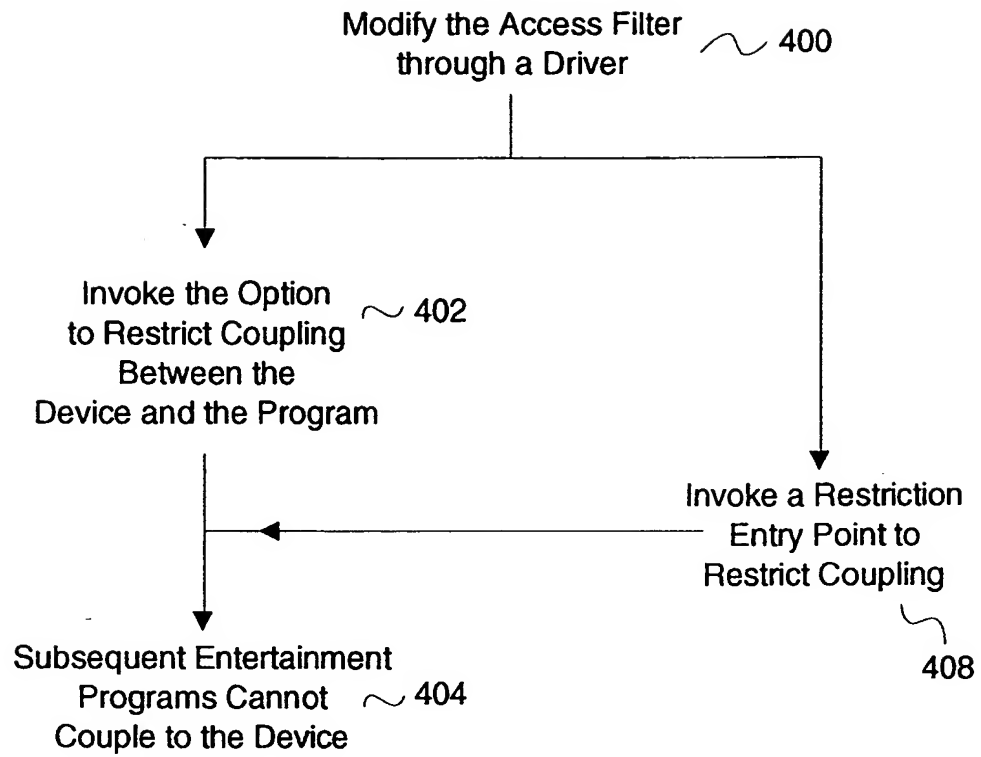 Modify the Access Filter
through a Driver
400
Invoke the Option
to Restrict Coupling
Between the
Device and the Program
402
Invoke a Restriction
Entry Point to
Restrict Coupling
408
Subsequent Entertainment
Programs Cannot
Couple to the Device
404